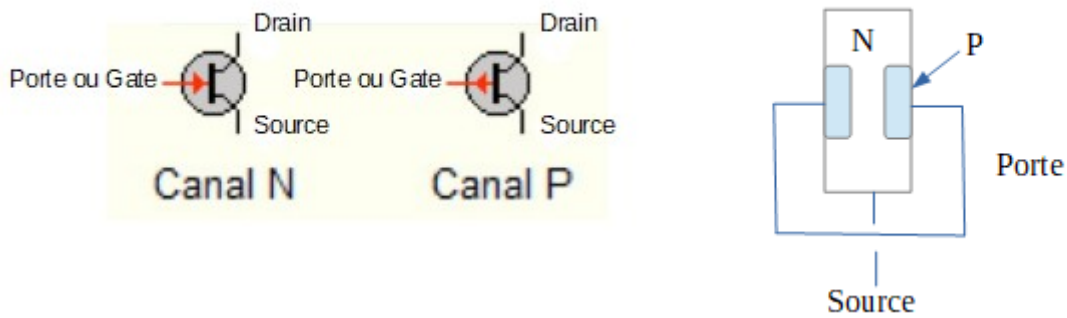 Drain
Porte ou Gate
Source
Canal N
Drain
Porte ou Gate
Source
Canal P
N
P
Porte
Source